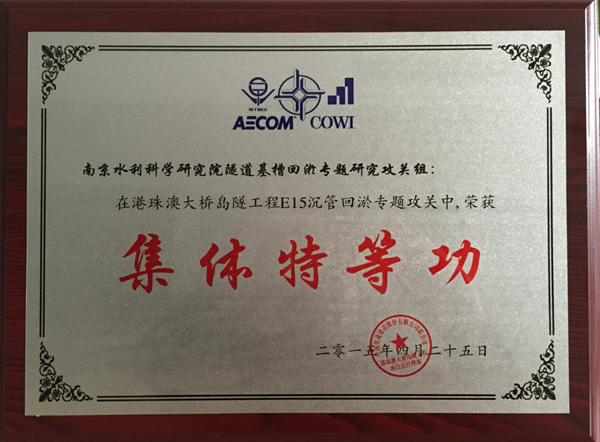 AECOM COWI
南京水利科学研究院隧道基槽回淤专题研究攻关组：
在港珠澳大桥岛隧工程E15沉管回淤专题攻关中，荣获
集体特等功
二零一五年四月二十五日